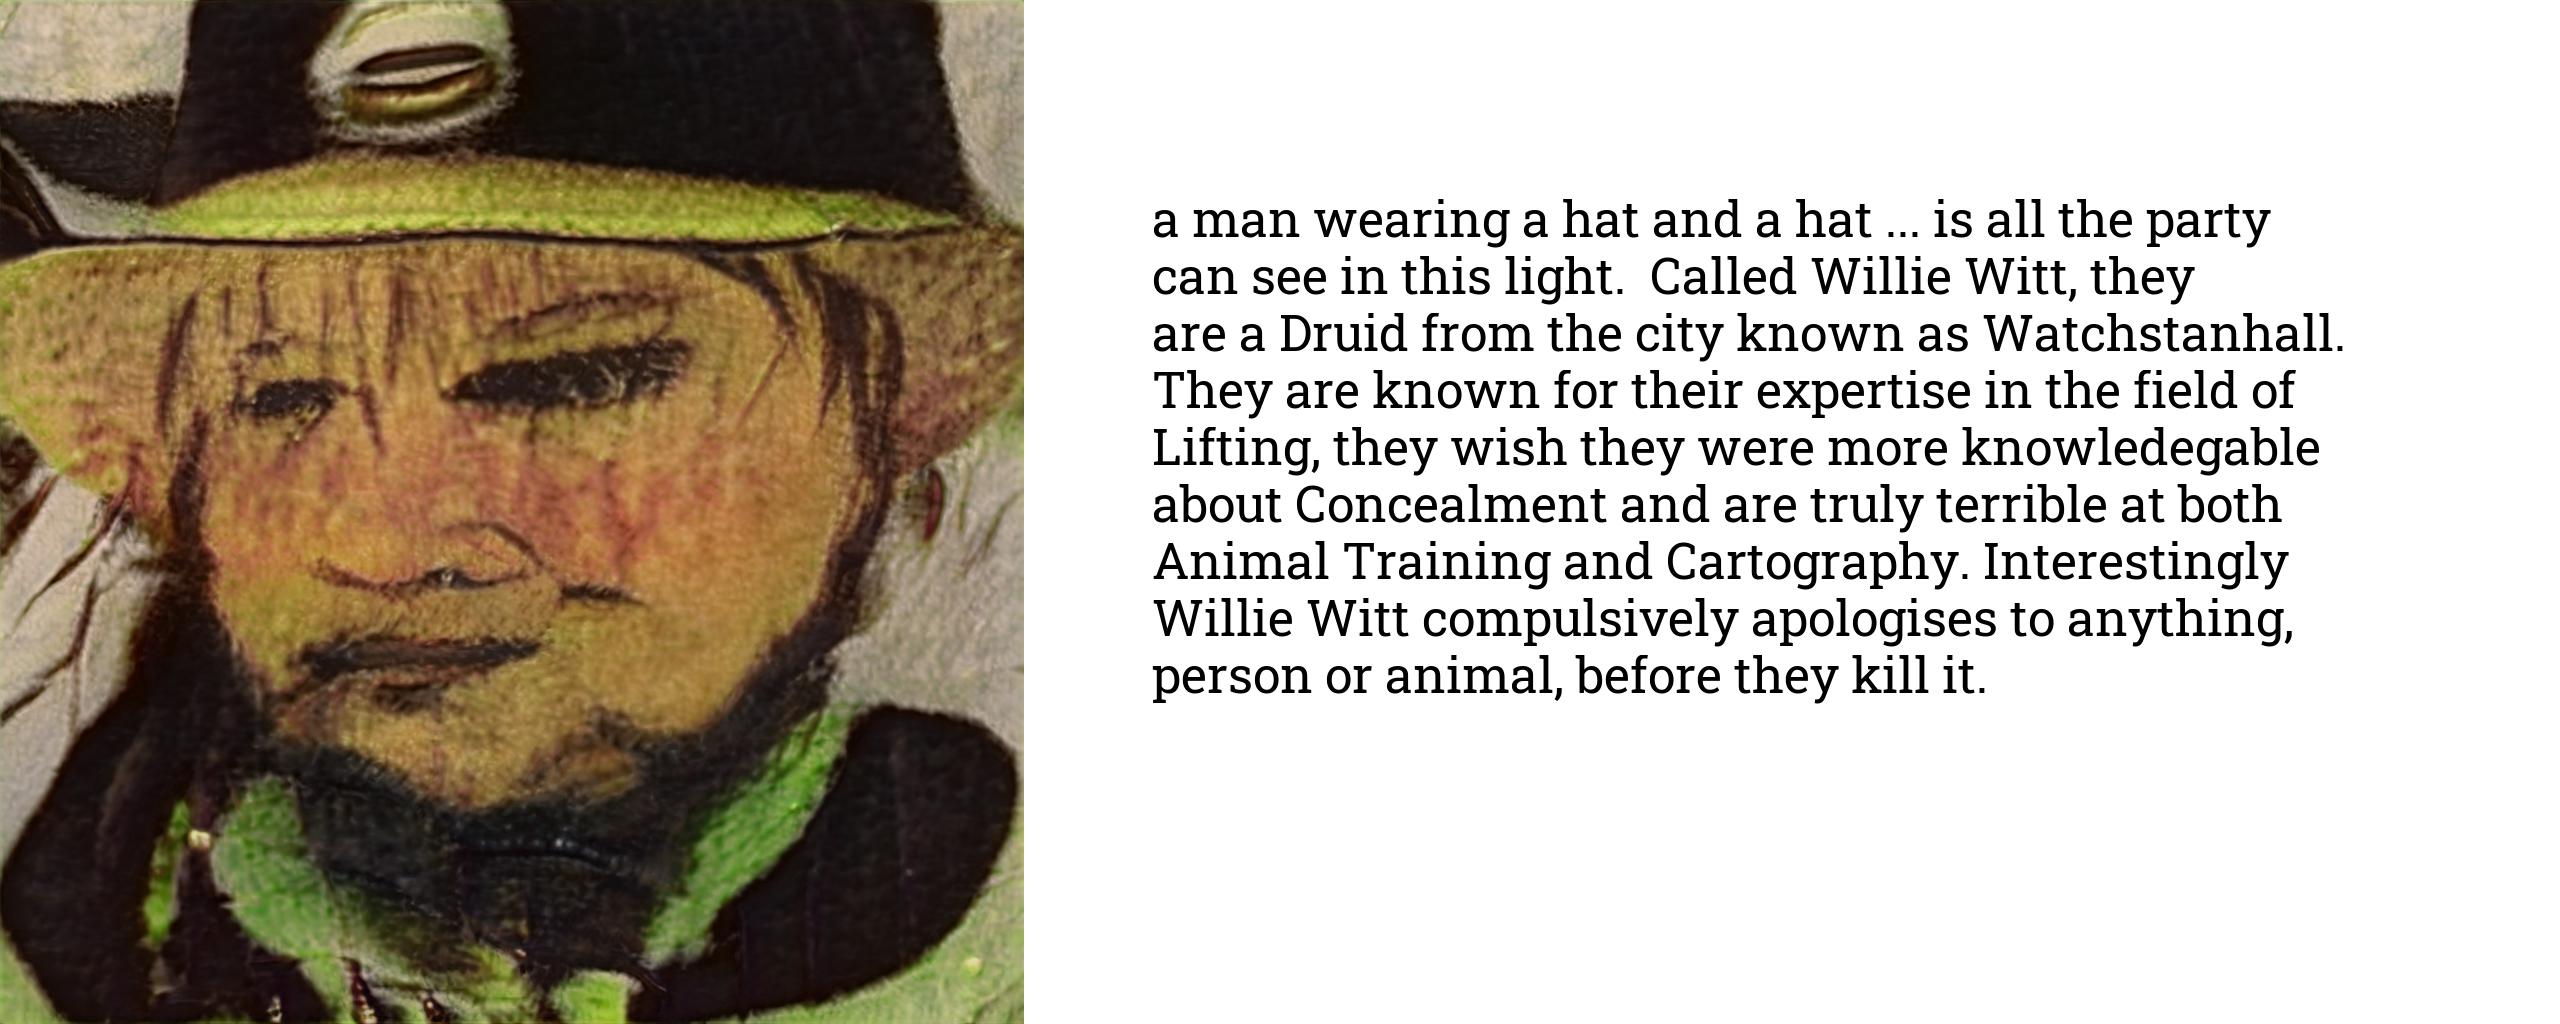 a man wearing a hat and a hat ... is all the party
can see in this light.  Called Willie Witt, they
are a Druid from the city known as Watchstanhall.
They are known for their expertise in the field of
Lifting, they wish they were more knowledegable
about Concealment and are truly terrible at both
Animal Training and Cartography. Interestingly
Willie Witt compulsively apologises to anything,
person or animal, before they kill it.